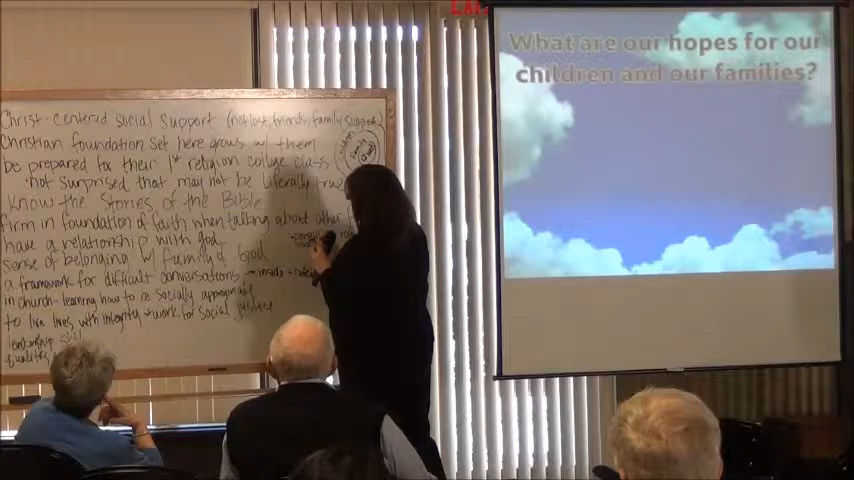 Christ-centered Social Support (not lost, friends, family support)
Christian foundation set here grows w/ them
be prepared for their 1st religion college class
not surprised that may not be literally true
Know the Stories of the Bible
firm in foundation of faith when talking about other
have a relationship with god
sense of belonging w/ family & God
a framework for difficult conversations - inside +
in church - learning how to be socially appropriate
to live lives with integrity + work for social justice
leadership
qualities
children
family
What are our hopes for our
children and our families?